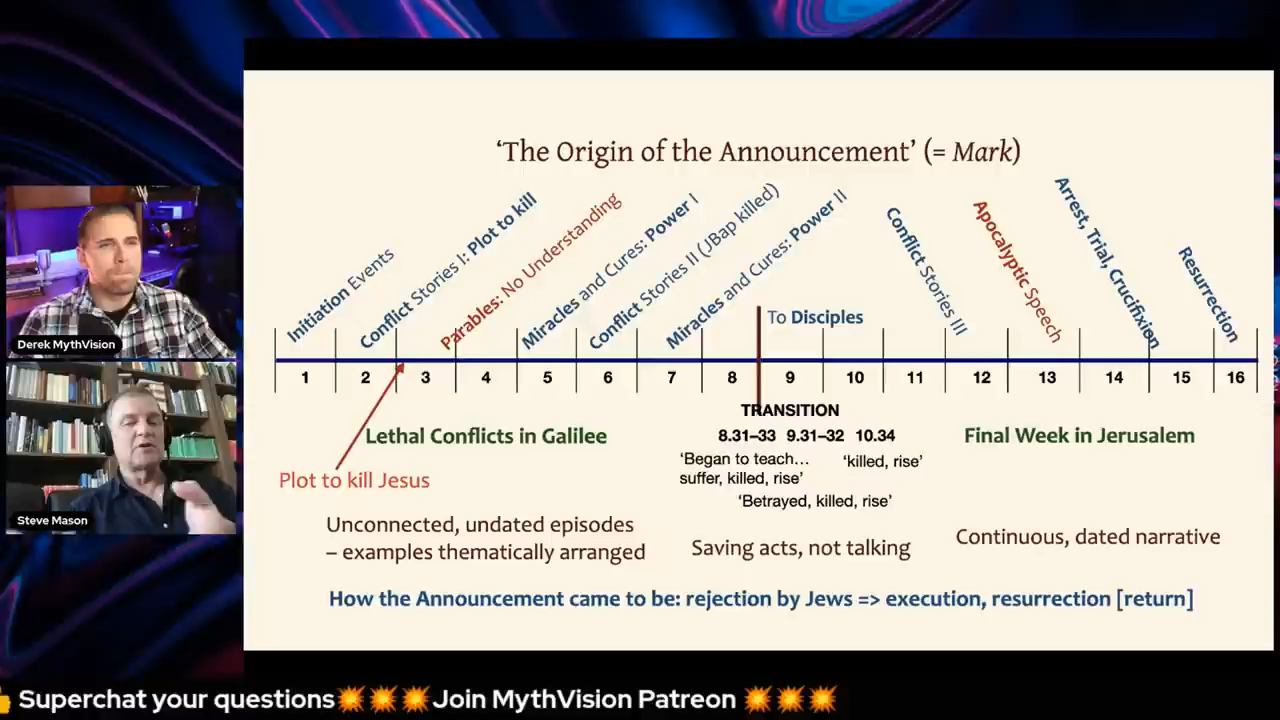 ‘The Origin of the Announcement’ (= Mark)
Initiation Events
Conflict Stories I: Plot to kill
Parables: No Understanding
Miracles and Cures: Power I
Conflict Stories II (JBap killed)
Miracles and Cures: Power II
To Disciples
Conflict Stories III
Apocalyptic Speech
Arrest, Trial, Crucifixion
Resurrection
1 2 3 4 5 6 7 8 9 10 11 12 13 14 15 16
TRANSITION
8.31–33 9.31–32 10.34
‘Began to teach…
suffer, killed, rise’
‘killed, rise’
‘Betrayed, killed, rise’
Lethal Conflicts in Galilee
Final Week in Jerusalem
Plot to kill Jesus
Unconnected, undated episodes
– examples thematically arranged
Saving acts, not talking
Continuous, dated narrative
How the Announcement came to be: rejection by Jews => execution, resurrection [return]
Derek MythVision
Steve Mason
👍 Superchat your questions💥💥💥Join MythVision Patreon 💥💥💥